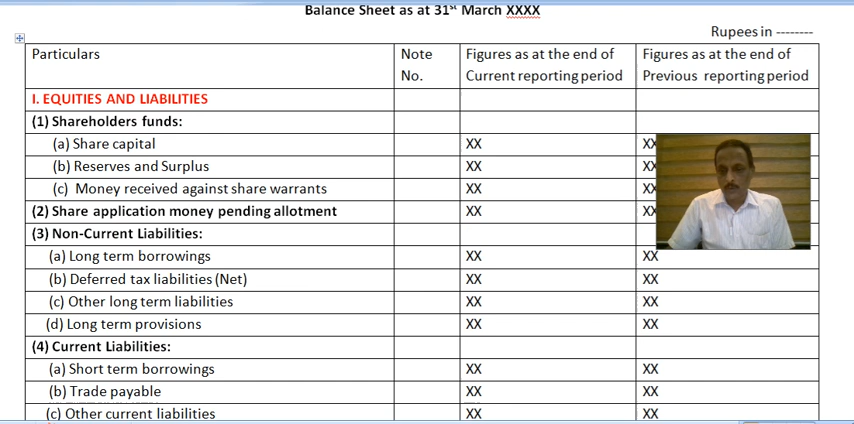 Balance Sheet as at 31st March XXXX
Rupees in --------
Particulars Note No. Figures as at the end of Current reporting period Figures as at the end of Previous reporting period
I. EQUITIES AND LIABILITIES
(1) Shareholders funds:
(a) Share capital XX XX
(b) Reserves and Surplus XX XX
(c) Money received against share warrants XX XX
(2) Share application money pending allotment XX XX
(3) Non-Current Liabilities:
(a) Long term borrowings XX XX
(b) Deferred tax liabilities (Net) XX XX
(c) Other long term liabilities XX XX
(d) Long term provisions XX XX
(4) Current Liabilities:
(a) Short term borrowings XX XX
(b) Trade payable XX XX
(c) Other current liabilities XX XX